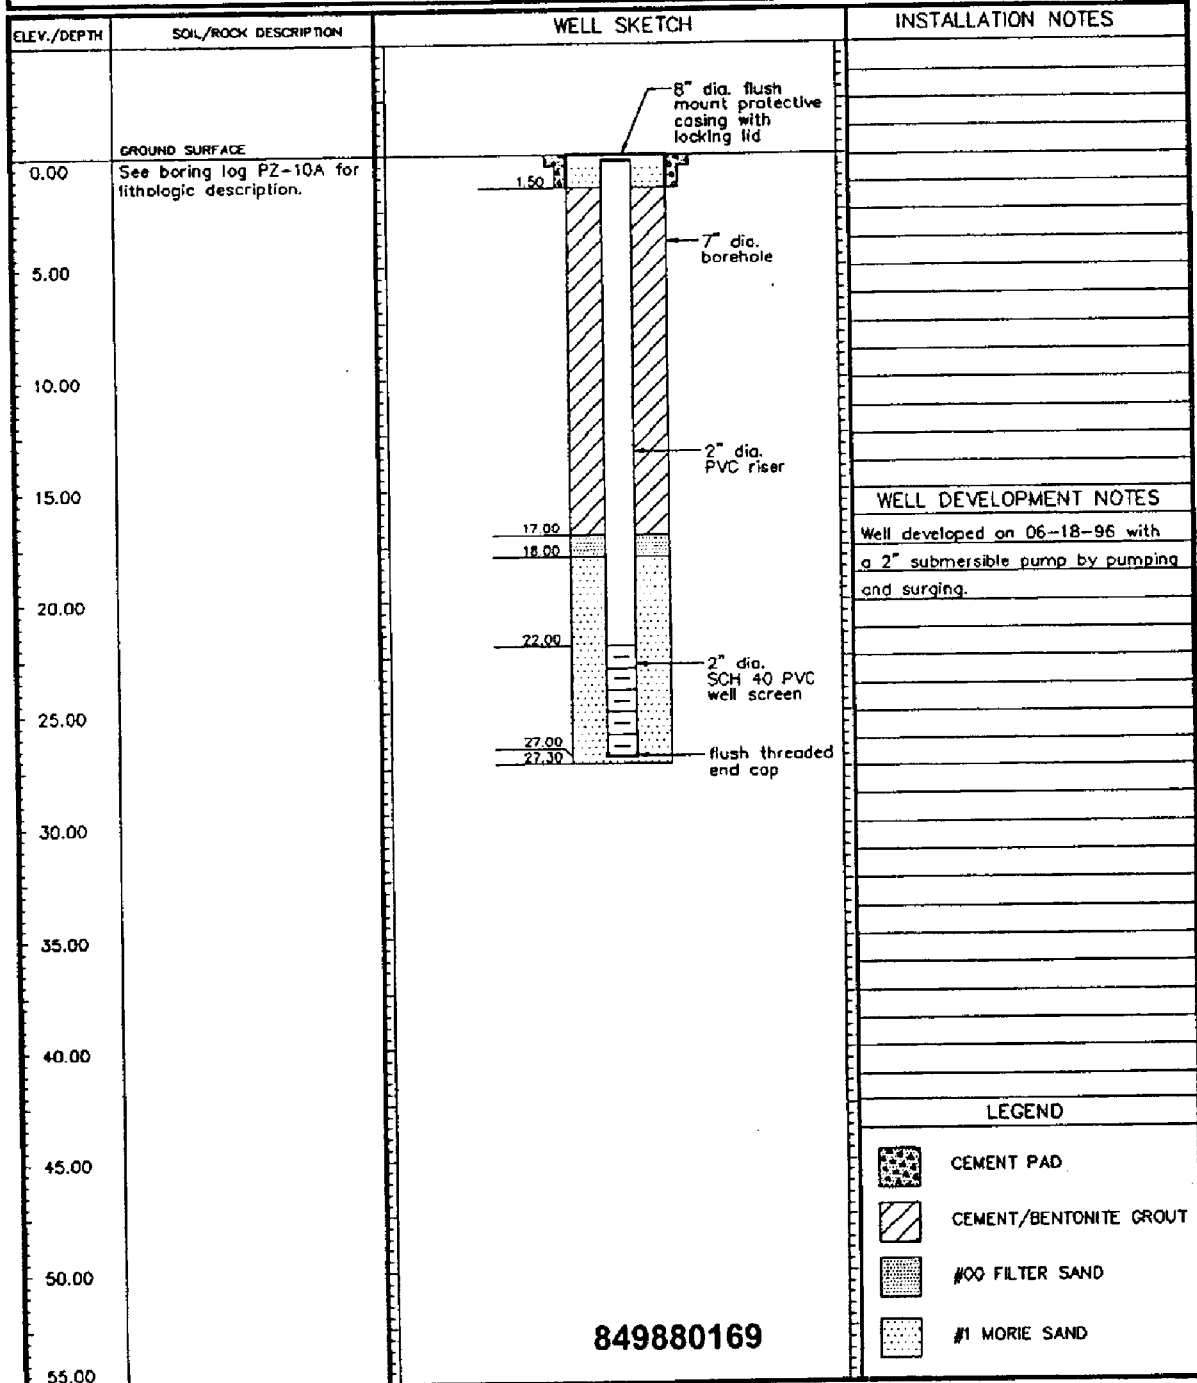 ELEV./DEPTH
SOIL/ROCK DESCRIPTION
WELL SKETCH
INSTALLATION NOTES
8" dia. flush
mount protective
casing with
locking lid
GROUND SURFACE
0.00
See boring log PZ-10A for
lithologic description.
1.50
7" dia.
borehole
5.00
10.00
2" dia.
PVC riser
15.00
WELL DEVELOPMENT NOTES
17.00
Well developed on 06-18-96 with
18.00
a 2" submersible pump by pumping
and surging.
20.00
22.00
2" dia.
SCH 40 PVC
well screen
25.00
27.00
27.30
flush threaded
end cap
30.00
35.00
40.00
LEGEND
45.00
CEMENT PAD
CEMENT/BENTONITE GROUT
50.00
#00 FILTER SAND
849880169
#1 MORIE SAND
55.00